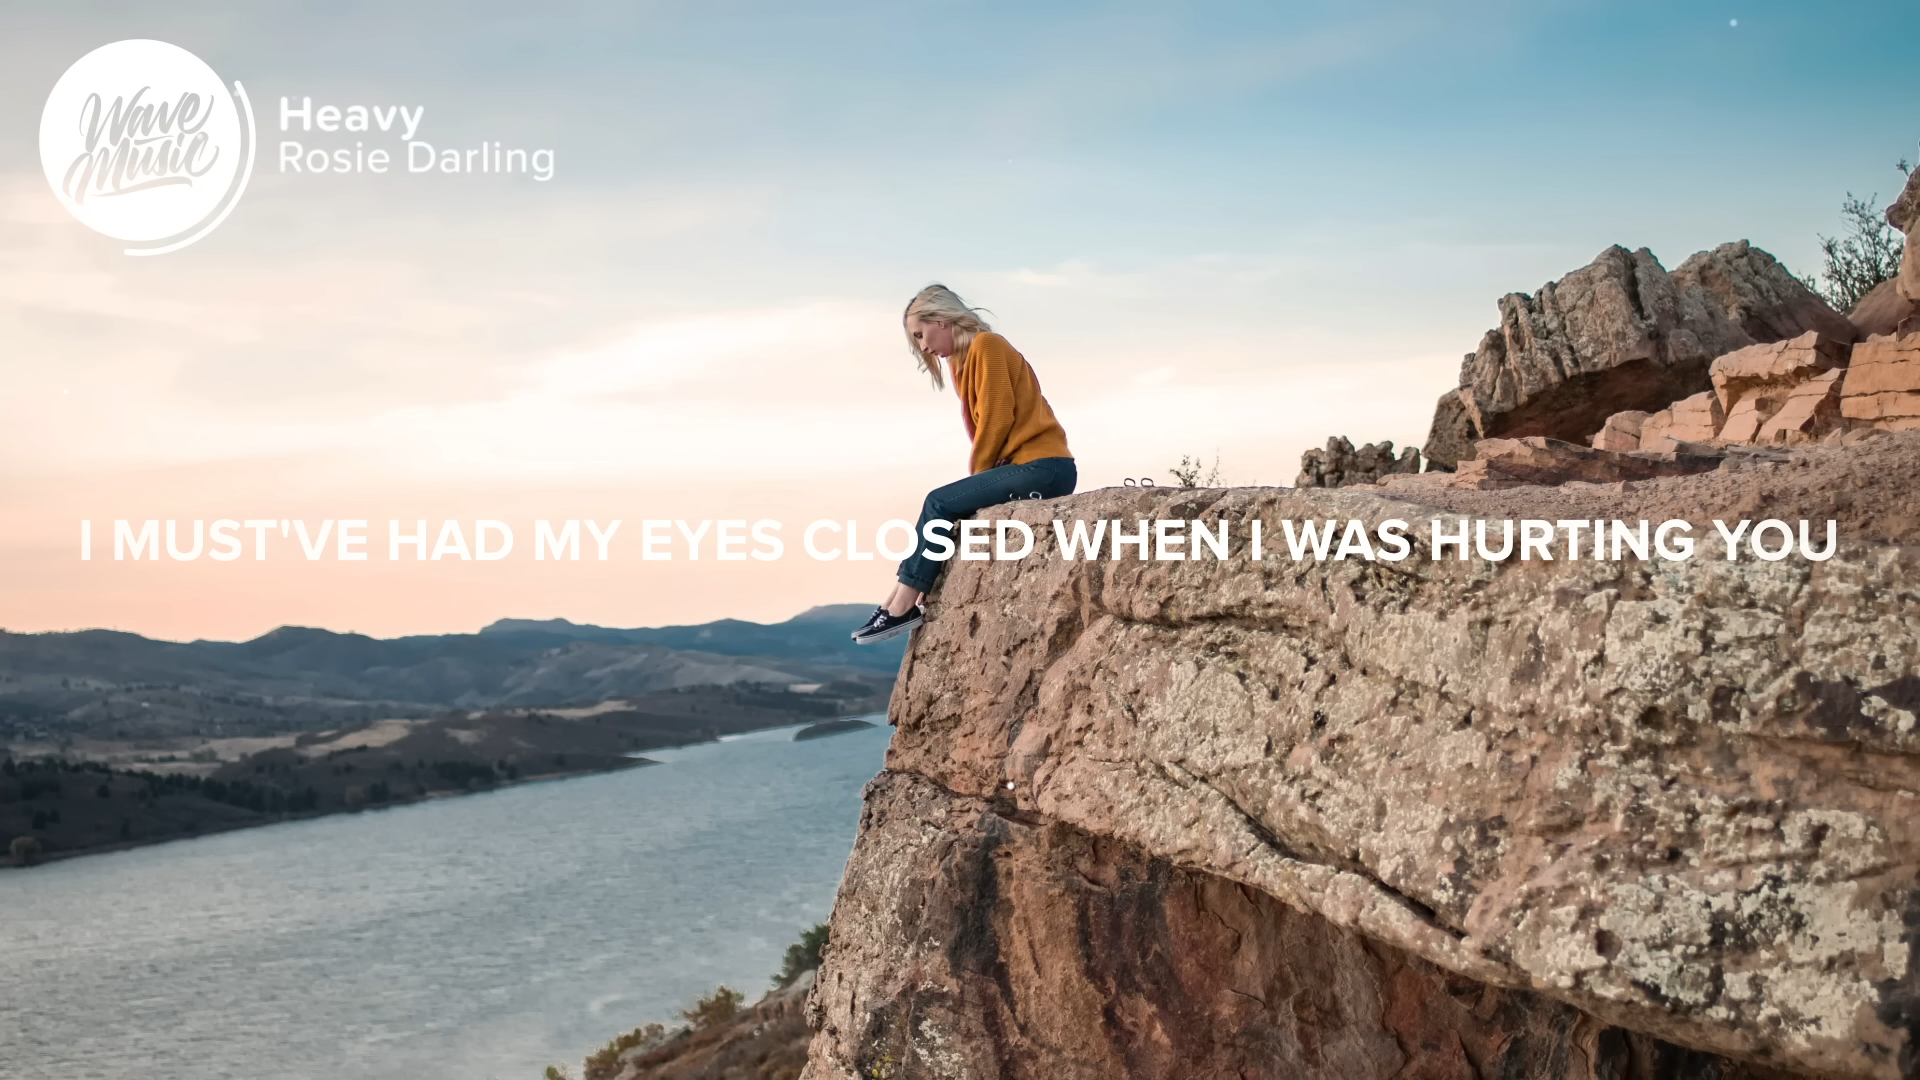 Wave
Music
Heavy
Rosie Darling
I MUST'VE HAD MY EYES CLOSED WHEN I WAS HURTING YOU